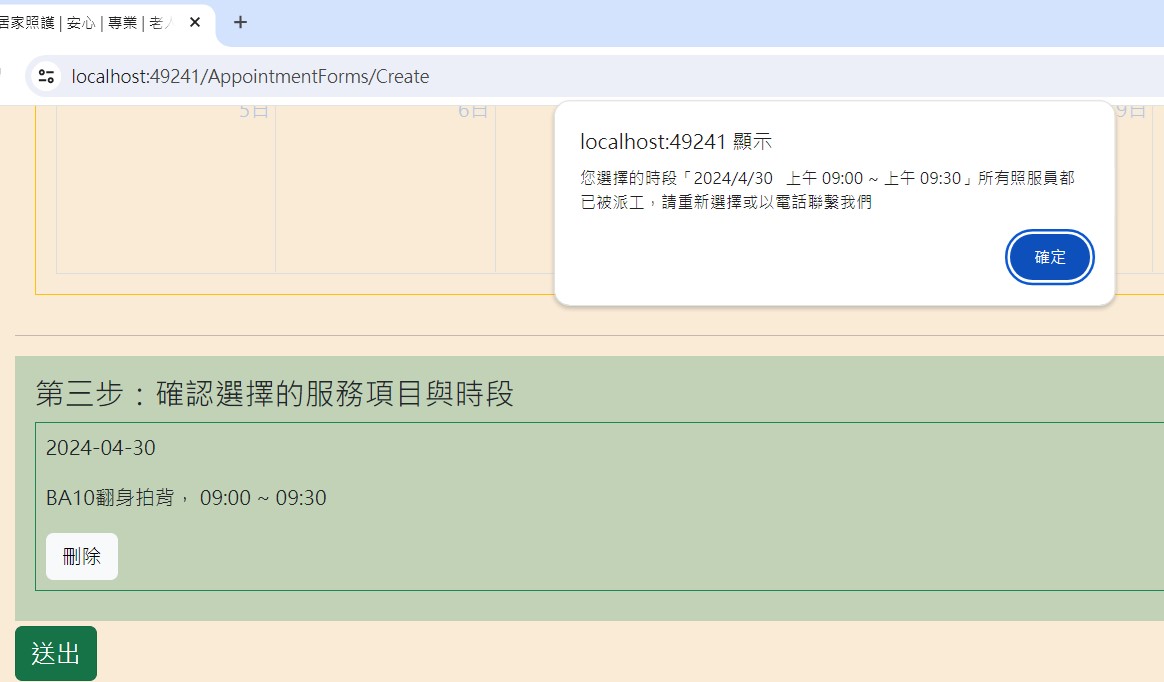 居家照護 | 安心 | 專業 | 老
localhost:49241/AppointmentForms/Create
5日
6日
9日
localhost:49241 顯示
您選擇的時段「2024/4/30 上午 09:00 ~ 上午 09:30」所有照服員都
已被派工，請重新選擇或以電話聯繫我們
確定
第三步：確認選擇的服務項目與時段
2024-04-30
BA10翻身拍背， 09:00 ~ 09:30
刪除
送出